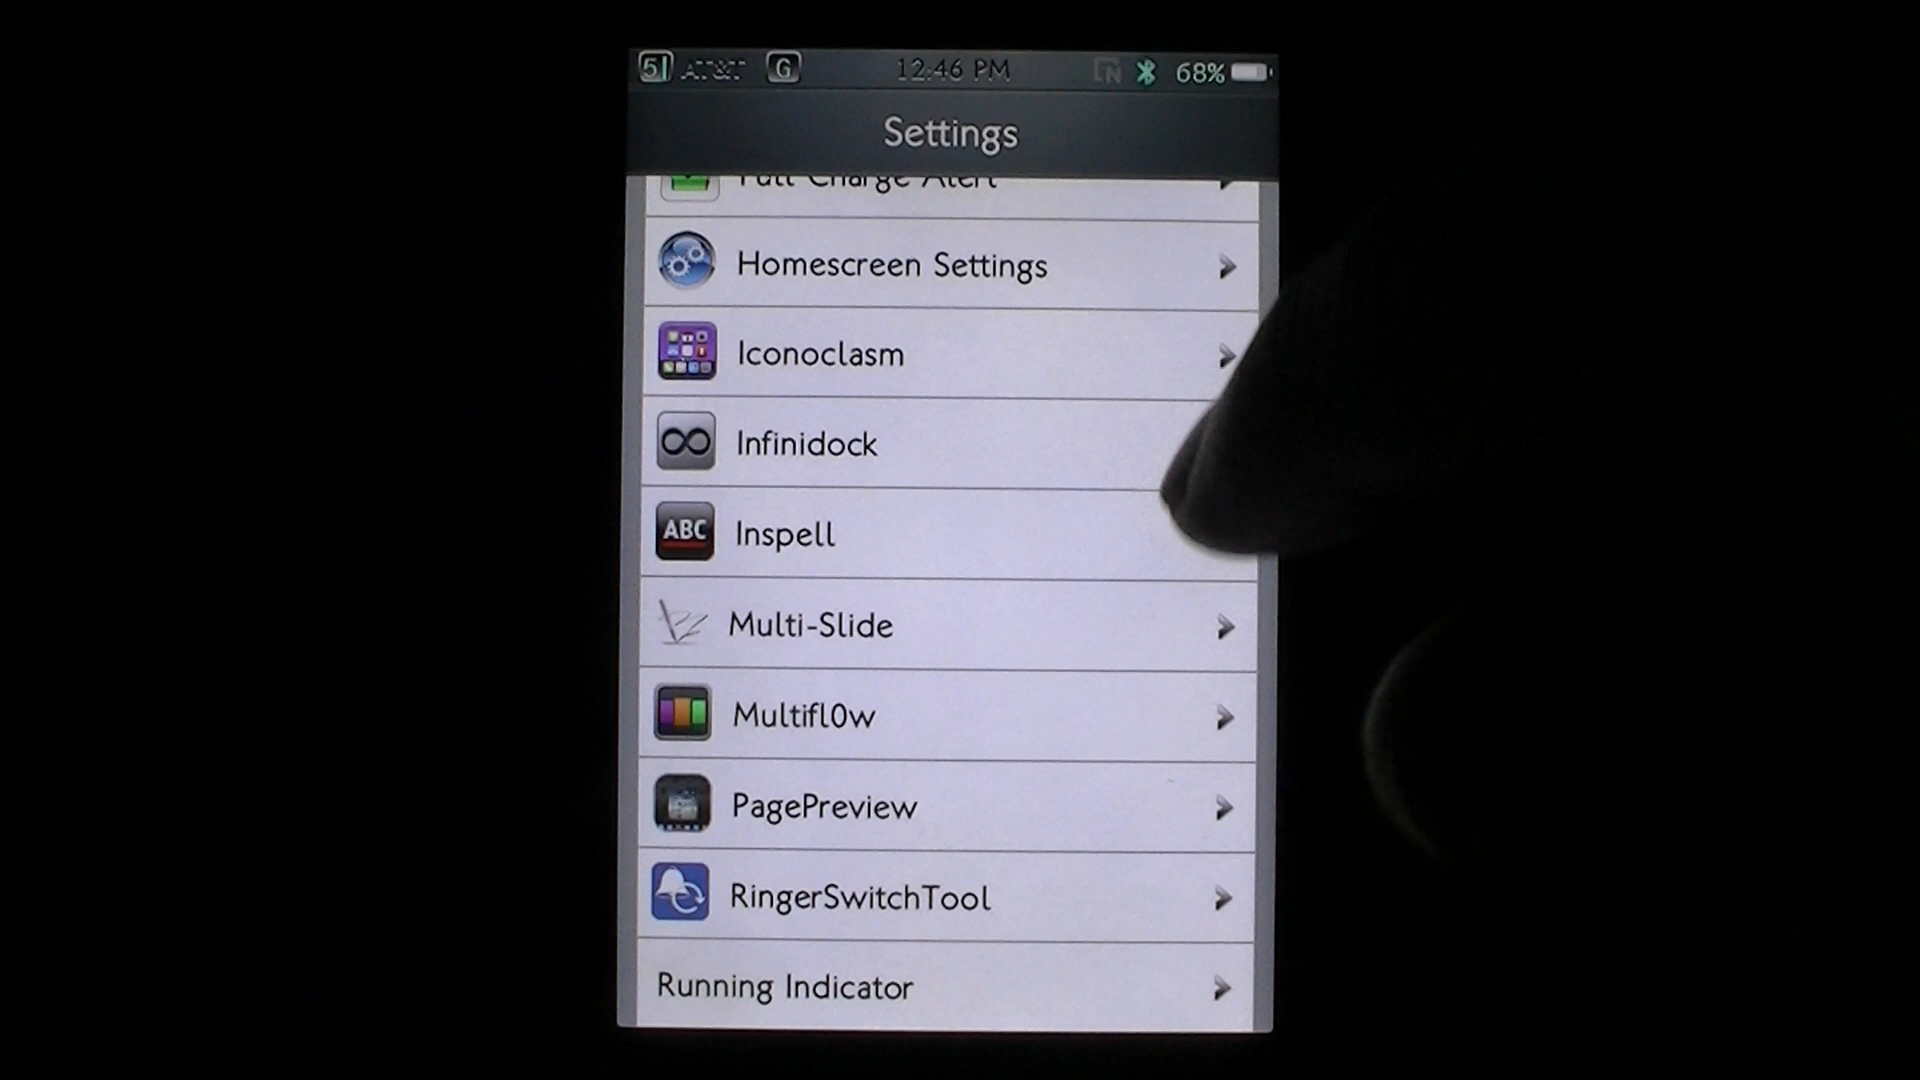 51 AT&T G 12:46 PM N 68%
Settings
Full Charge Alert
Homescreen Settings
Iconoclasm
Infinidock
ABC Inspell
Multi-Slide
Multifl0w
PagePreview
RingerSwitchTool
Running Indicator